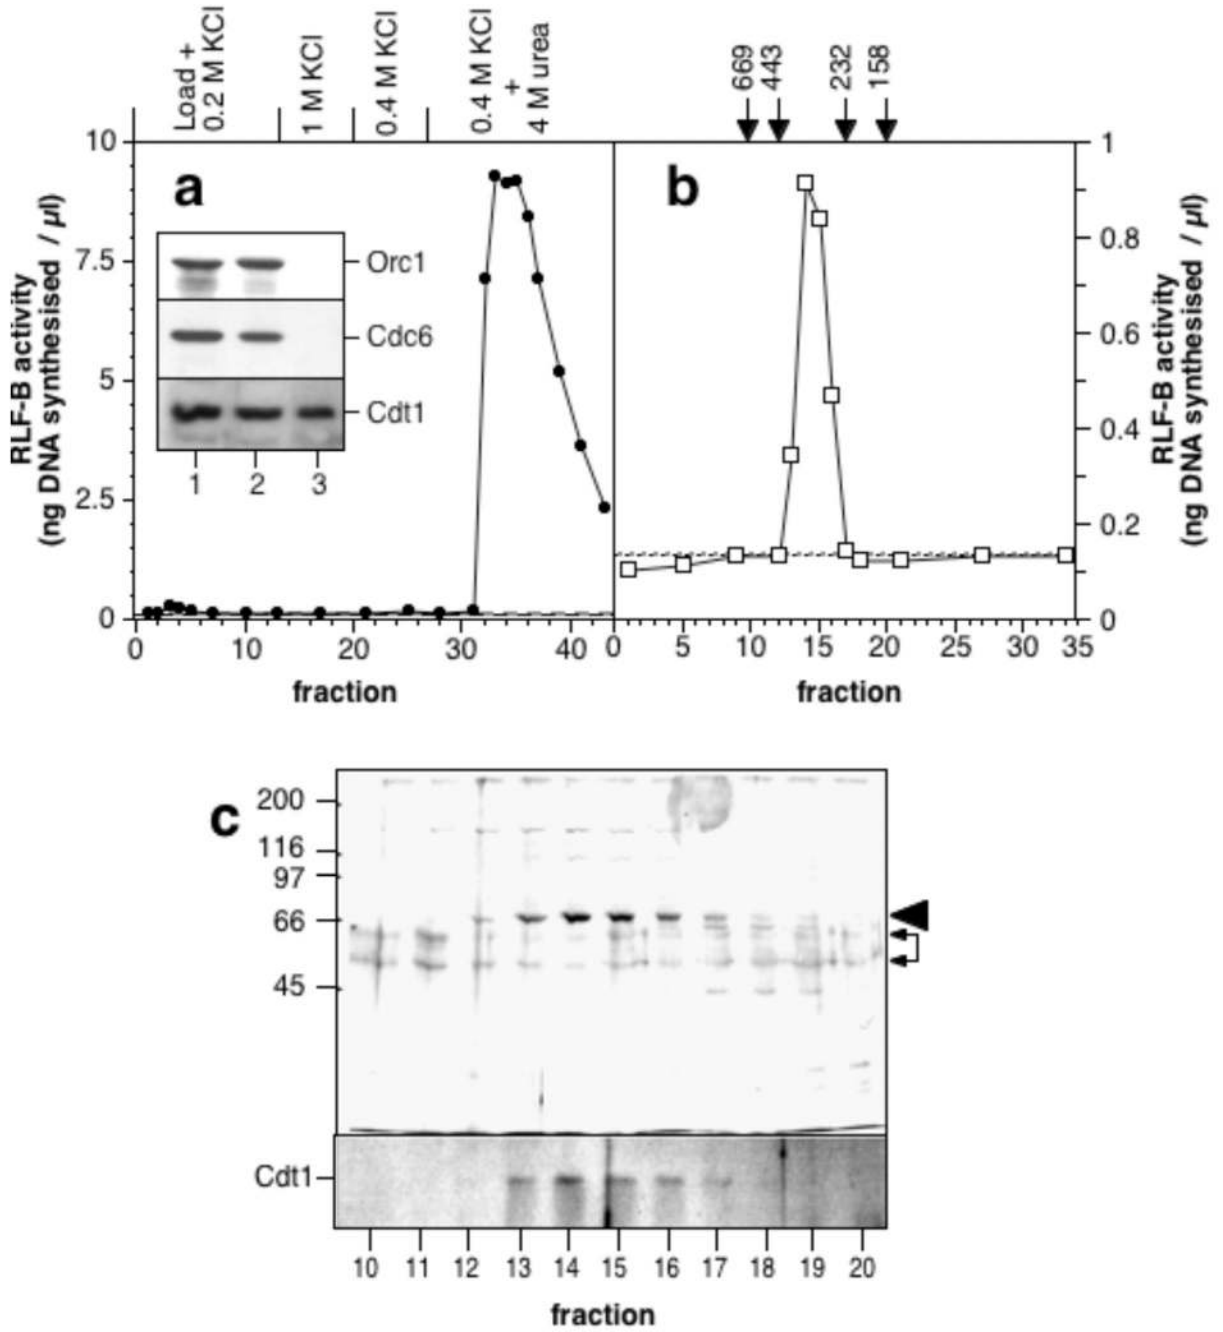 Load +
0.2 M KCl
1 M KCl
0.4 M KCl
0.4 M KCl
+
4 M urea
669
443
232
158
a
b
RLF-B activity
(ng DNA synthesised / µl)
10
7.5
5
2.5
0
Orc1
Cdc6
Cdt1
1 2 3
0 10 20 30 40
fraction
0 5 10 15 20 25 30 35
fraction
1
0.8
0.6
0.4
0.2
0
RLF-B activity
(ng DNA synthesised / µl)
c
200
116
97
66
45
Cdt1
10 11 12 13 14 15 16 17 18 19 20
fraction